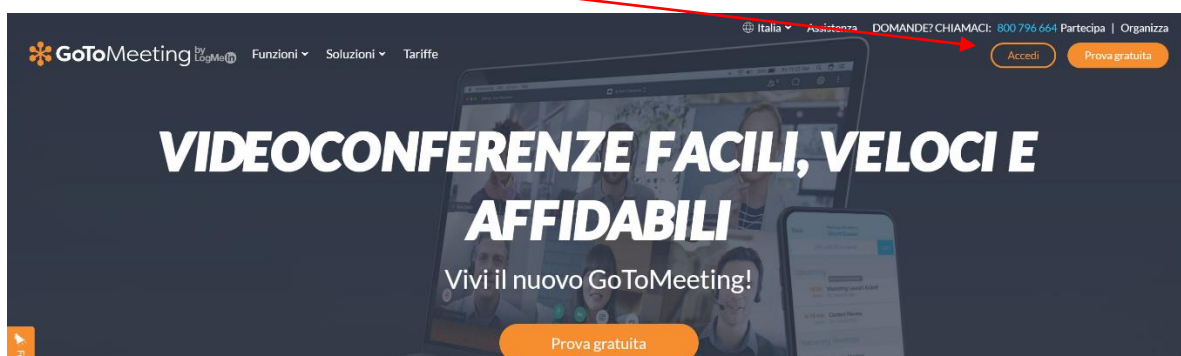 Italia Assistenza DOMANDE? CHIAMACI: 800 796 664 Partecipa | Organizza
GoToMeeting by LogMeIn Funzioni Soluzioni Tariffe Accedi Prova gratuita
VIDEOCONFERENZE FACILI, VELOCI E
AFFIDABILI
Vivi il nuovo GoToMeeting!
Prova gratuita